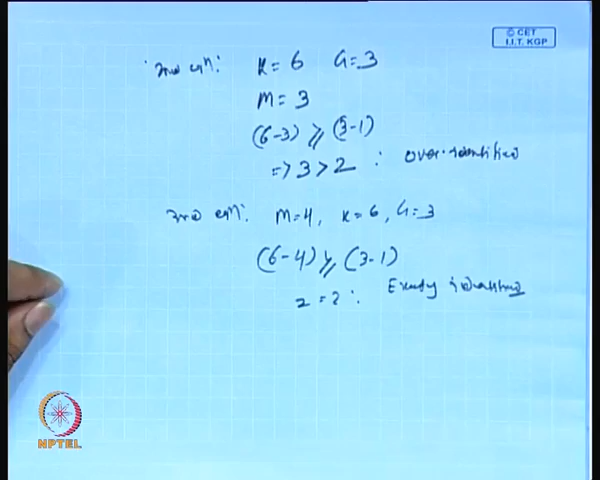 © CET
I.I.T. KGP
2nd eqn: K = 6 G = 3
M = 3
(6-3) ≥ (3-1)
=> 3 > 2 : over-identified
3rd eqn: M=4, K=6, G=3
(6-4) ≥ (3-1)
2 = 2 : Exactly identified
NPTEL